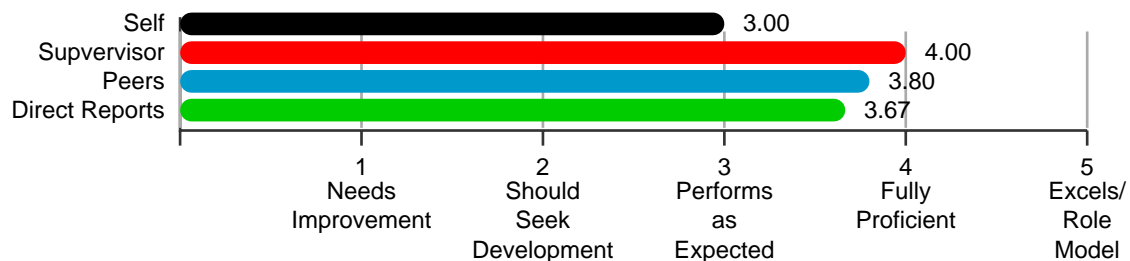 Self 3.00
Supvervisor 4.00
Peers 3.80
Direct Reports 3.67
1 2 3 4 5
Needs Should Performs Fully Excels/
Improvement Seek as Proficient Role
Development Expected Model